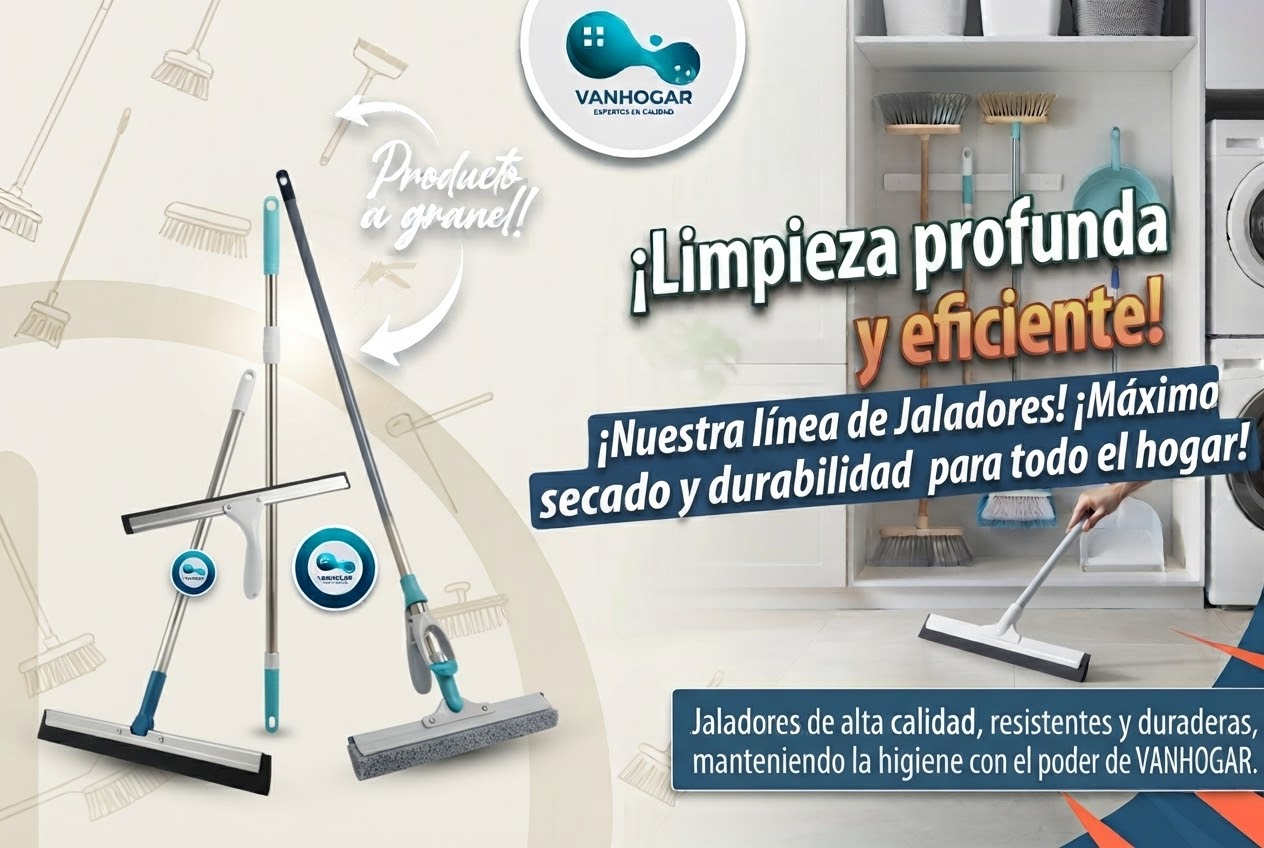 VANHOGAR
EXPERTOS EN CALIDAD
Producto
a granel!!
¡Limpieza profunda
y eficiente!
¡Nuestra línea de Jaladores! ¡Máximo
secado y durabilidad para todo el hogar!
Jaladores de alta calidad, resistentes y duraderas,
manteniendo la higiene con el poder de VANHOGAR.